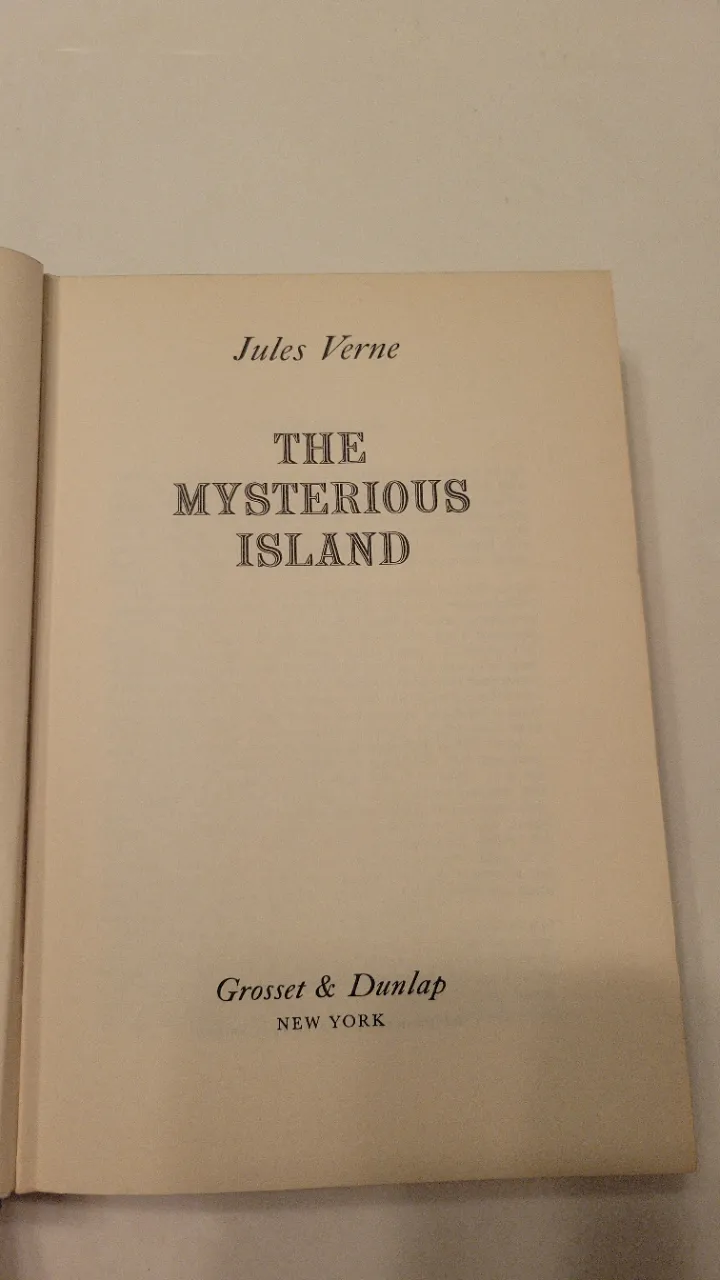 Jules Verne
THE
MYSTERIOUS
ISLAND
Grosset & Dunlap
NEW YORK